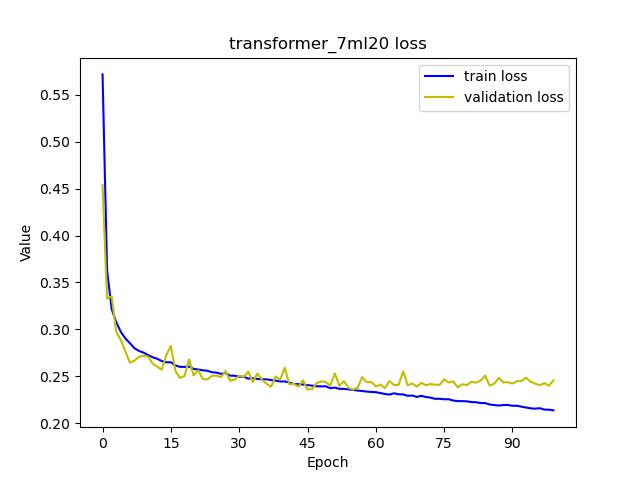 transformer_7ml20 loss
train loss
validation loss
0.55
0.50
0.45
0.40
0.35
0.30
0.25
0.20
Value
0 15 30 45 60 75 90
Epoch